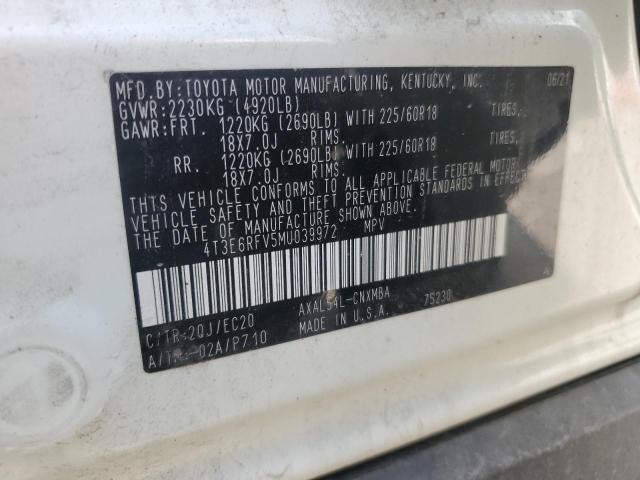 MFD.BY:TOYOTA MOTOR MANUFACTURING, KENTUCKY, INC. 06/21
GVWR:2230KG (4920LB)
GAWR:FRT. 1220KG (2690LB) WITH 225/60R18 TIRES,
18X7.0J RIMS.
RR. 1220KG (2690LB) WITH 225/60R18 TIRES,
18X7.0J RIMS.
THIS VEHICLE CONFORMS TO ALL APPLICABLE FEDERAL MOTOR
VEHICLE SAFETY AND THEFT PREVENTION STANDARDS IN EFFECT
THE DATE OF MANUFACTURE SHOWN ABOVE.
4T3E6RFV5MU039972 MPV
C/TR:2QJ/EC20 AXAL54L-CNXMBA
A/TM:-02A/P710 MADE IN U.S.A. 75230